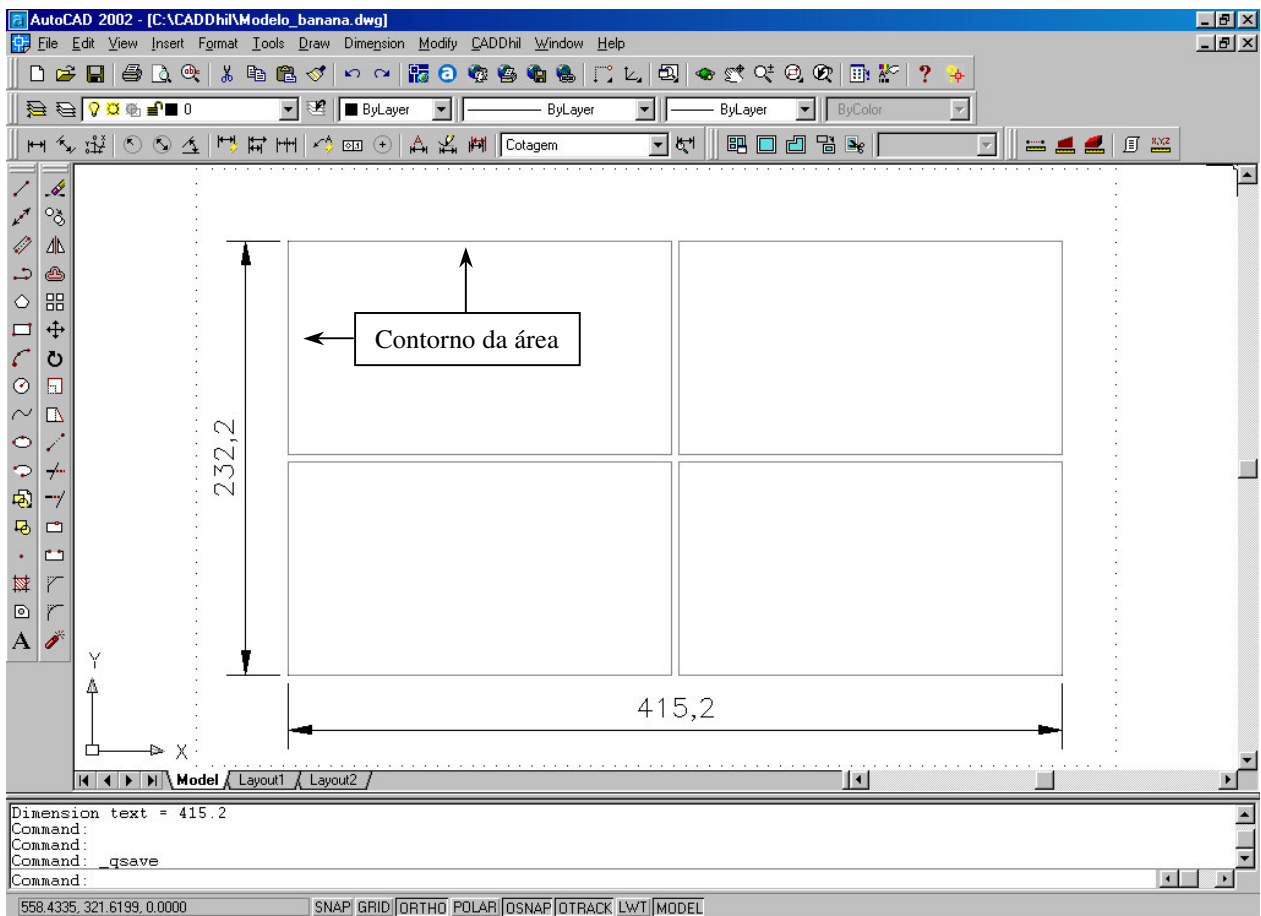 AutoCAD 2002 - [C:\CADDhil\Modelo_banana.dwg]
File Edit View Insert Format Tools Draw Dimension Modify CADDhil Window Help
0 ByLayer ByLayer ByLayer ByColor
Cotagem
Contorno da área
232,2
415,2
Y
X
Model Layout1 Layout2
Dimension text = 415.2
Command:
Command:
Command: _qsave
Command:
558.4335, 321.6199, 0.0000 SNAP GRID ORTHO POLAR OSNAP OTRACK LWT MODEL